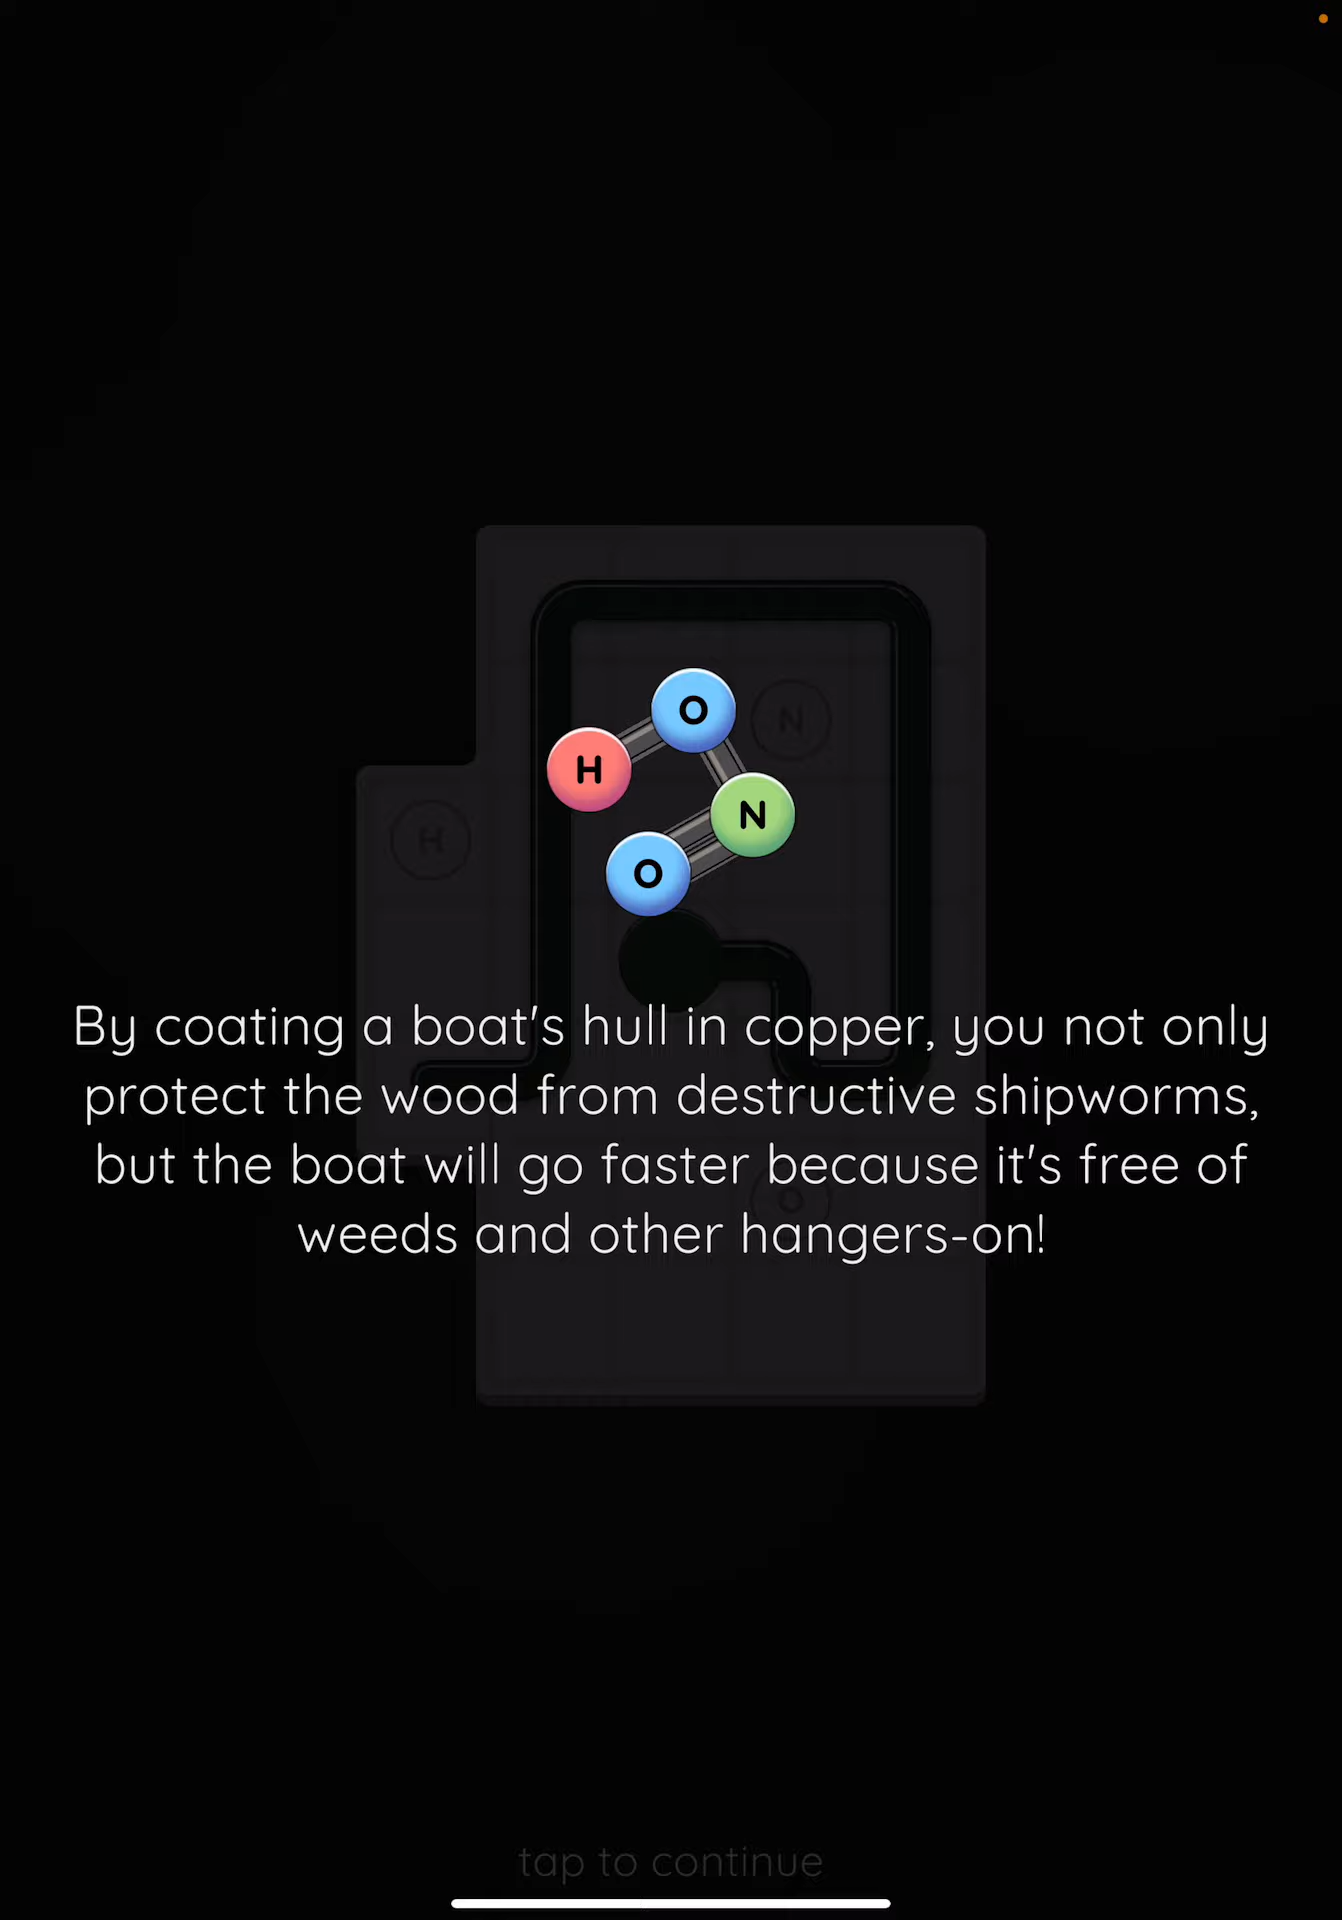 O
N
H
N
H
O
By coating a boat's hull in copper, you not only
protect the wood from destructive shipworms,
but the boat will go faster because it's free of
O
weeds and other hangers-on!
tap to continue